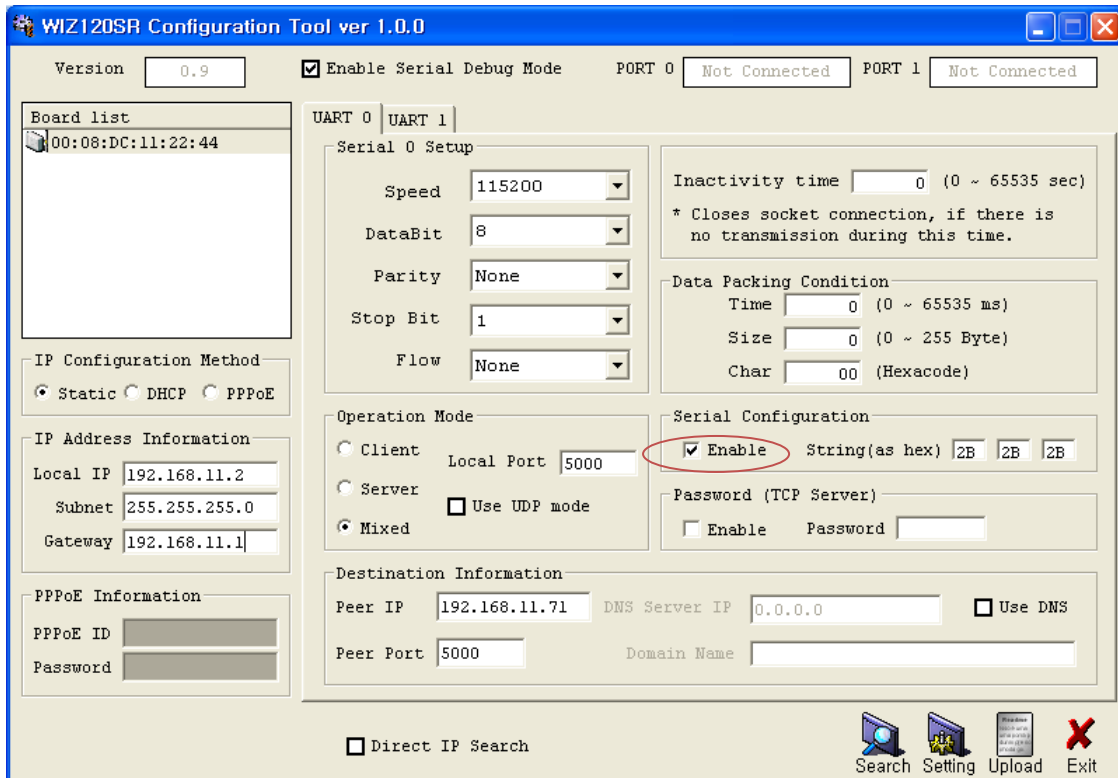 WIZ120SR Configuration Tool ver 1.0.0
Version 0.9
Enable Serial Debug Mode
PORT 0 Not Connected
PORT 1 Not Connected
Board list
00:08:DC:11:22:44
IP Configuration Method
Static DHCP PPPoE
IP Address Information
Local IP 192.168.11.2
Subnet 255.255.255.0
Gateway 192.168.11.1
PPPoE Information
PPPoE ID
Password
UART 0 UART 1
Serial 0 Setup
Speed 115200
DataBit 8
Parity None
Stop Bit 1
Flow None
Inactivity time 0 (0 ~ 65535 sec)
* Closes socket connection, if there is
no transmission during this time.
Data Packing Condition
Time 0 (0 ~ 65535 ms)
Size 0 (0 ~ 255 Byte)
Char 00 (Hexacode)
Operation Mode
Client
Server
Mixed
Local Port 5000
Use UDP mode
Serial Configuration
Enable String(as hex) 2B 2B 2B
Password (TCP Server)
Enable Password
Destination Information
Peer IP 192.168.11.71 DNS Server IP 0.0.0.0 Use DNS
Peer Port 5000 Domain Name
Direct IP Search
Search Setting Upload Exit